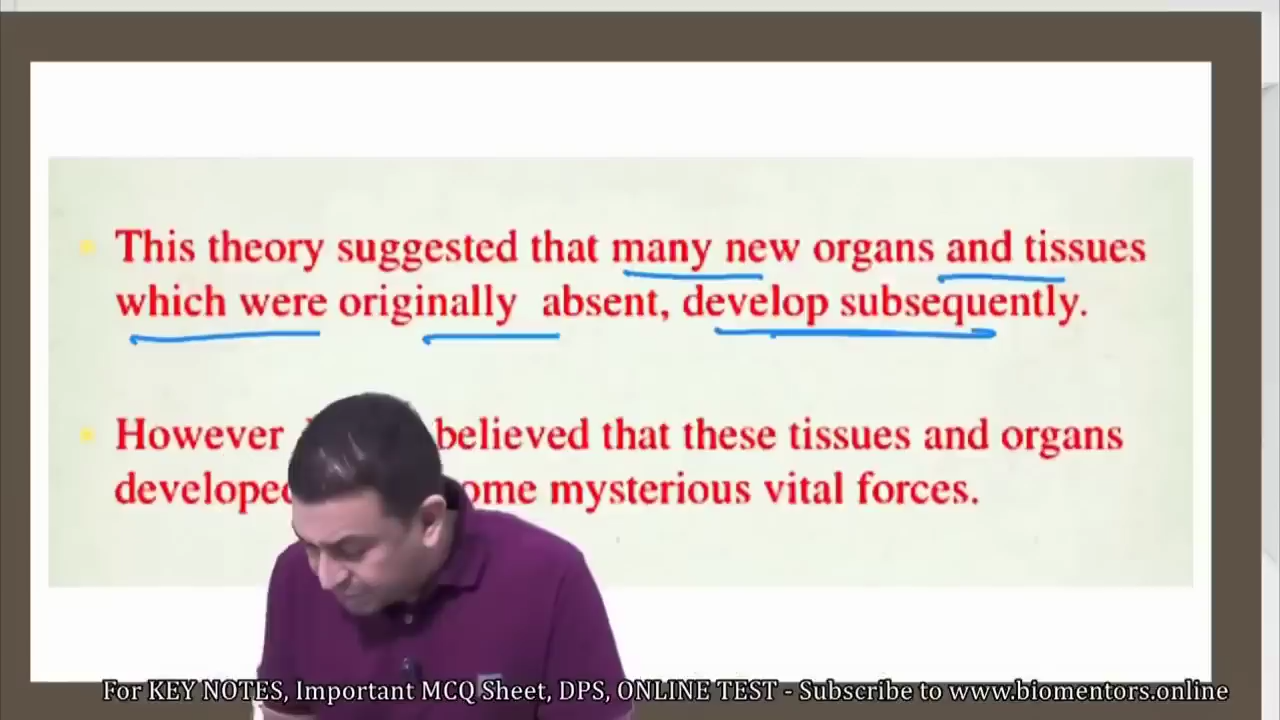 This theory suggested that many new organs and tissues
which were originally absent, develop subsequently.
However believed that these tissues and organs
mysterious vital forces.
For KEY NOTES, Important MCQ Sheet, DPS, ONLINE TEST - Subscribe to www.biomentors.online